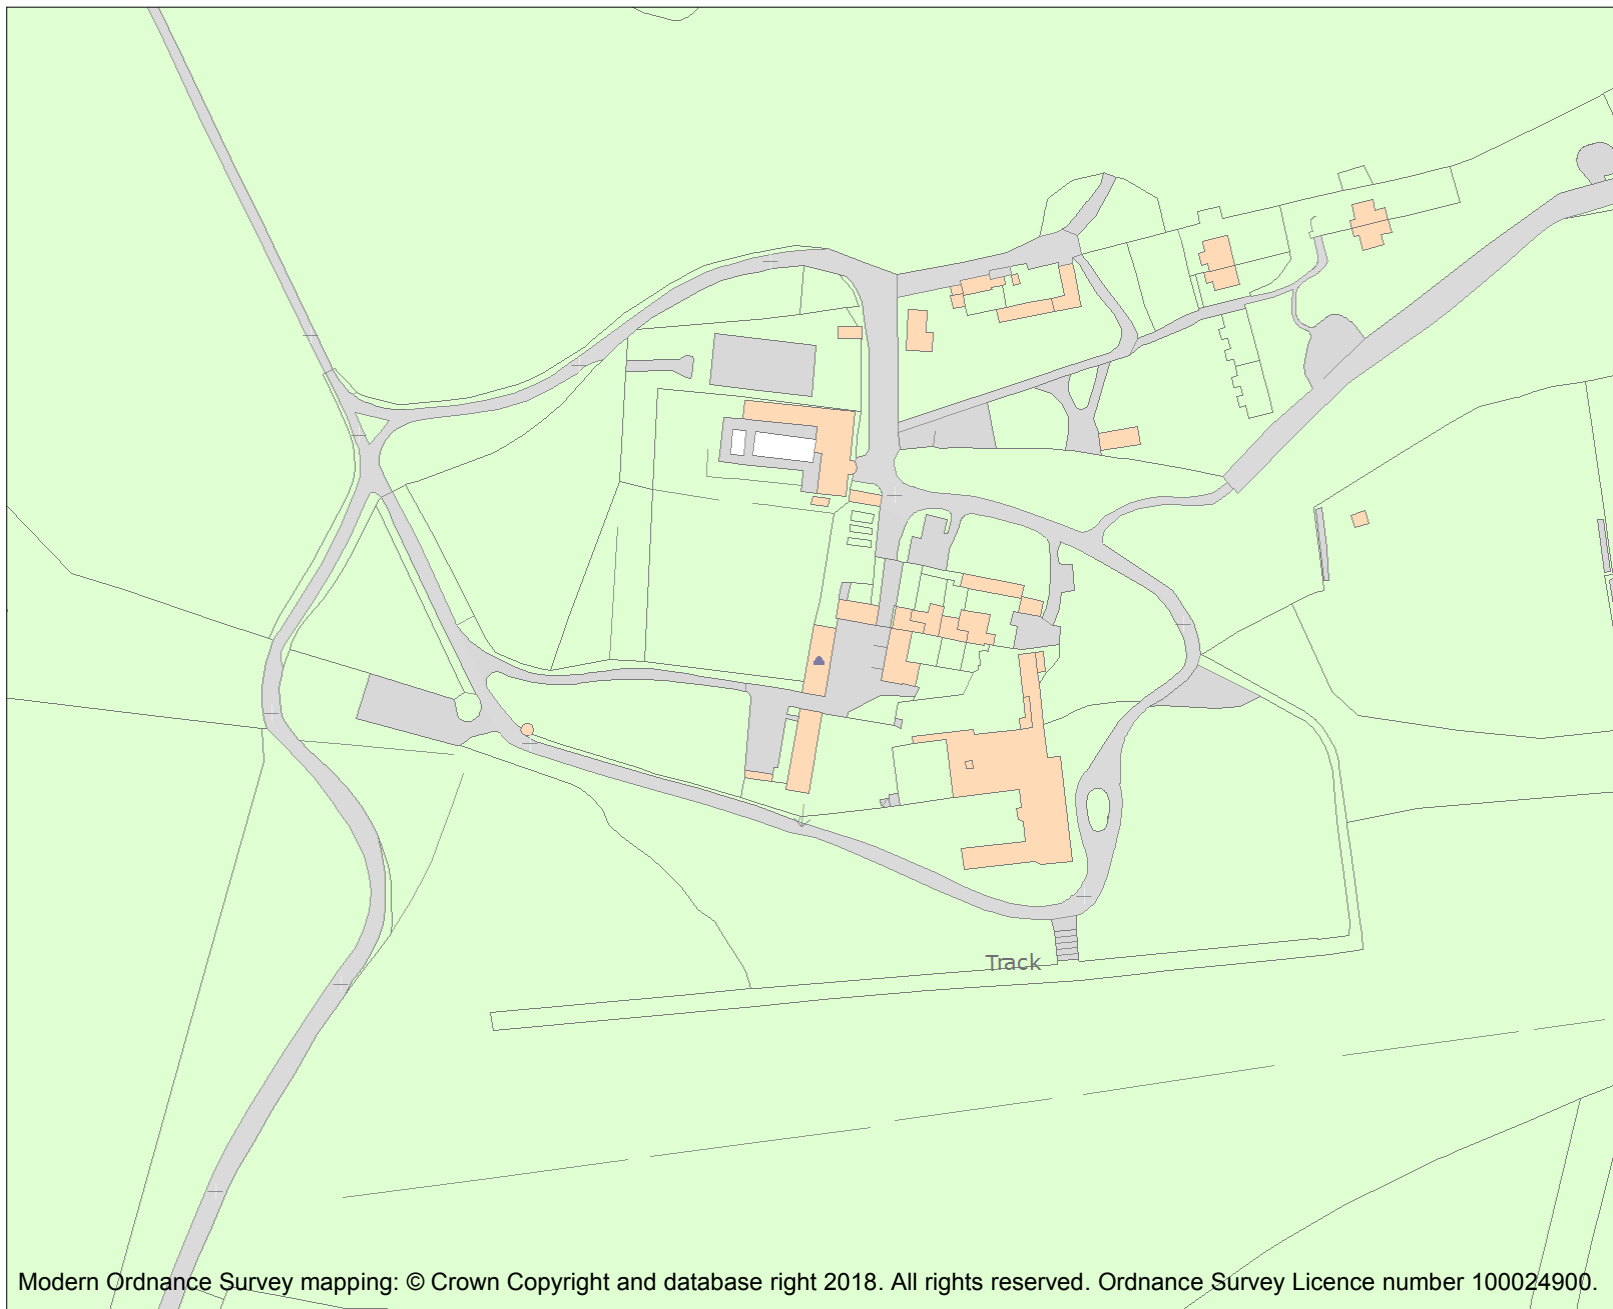 Track
Modern Ordnance Survey mapping: © Crown Copyright and database right 2018. All rights reserved. Ordnance Survey Licence number 100024900.